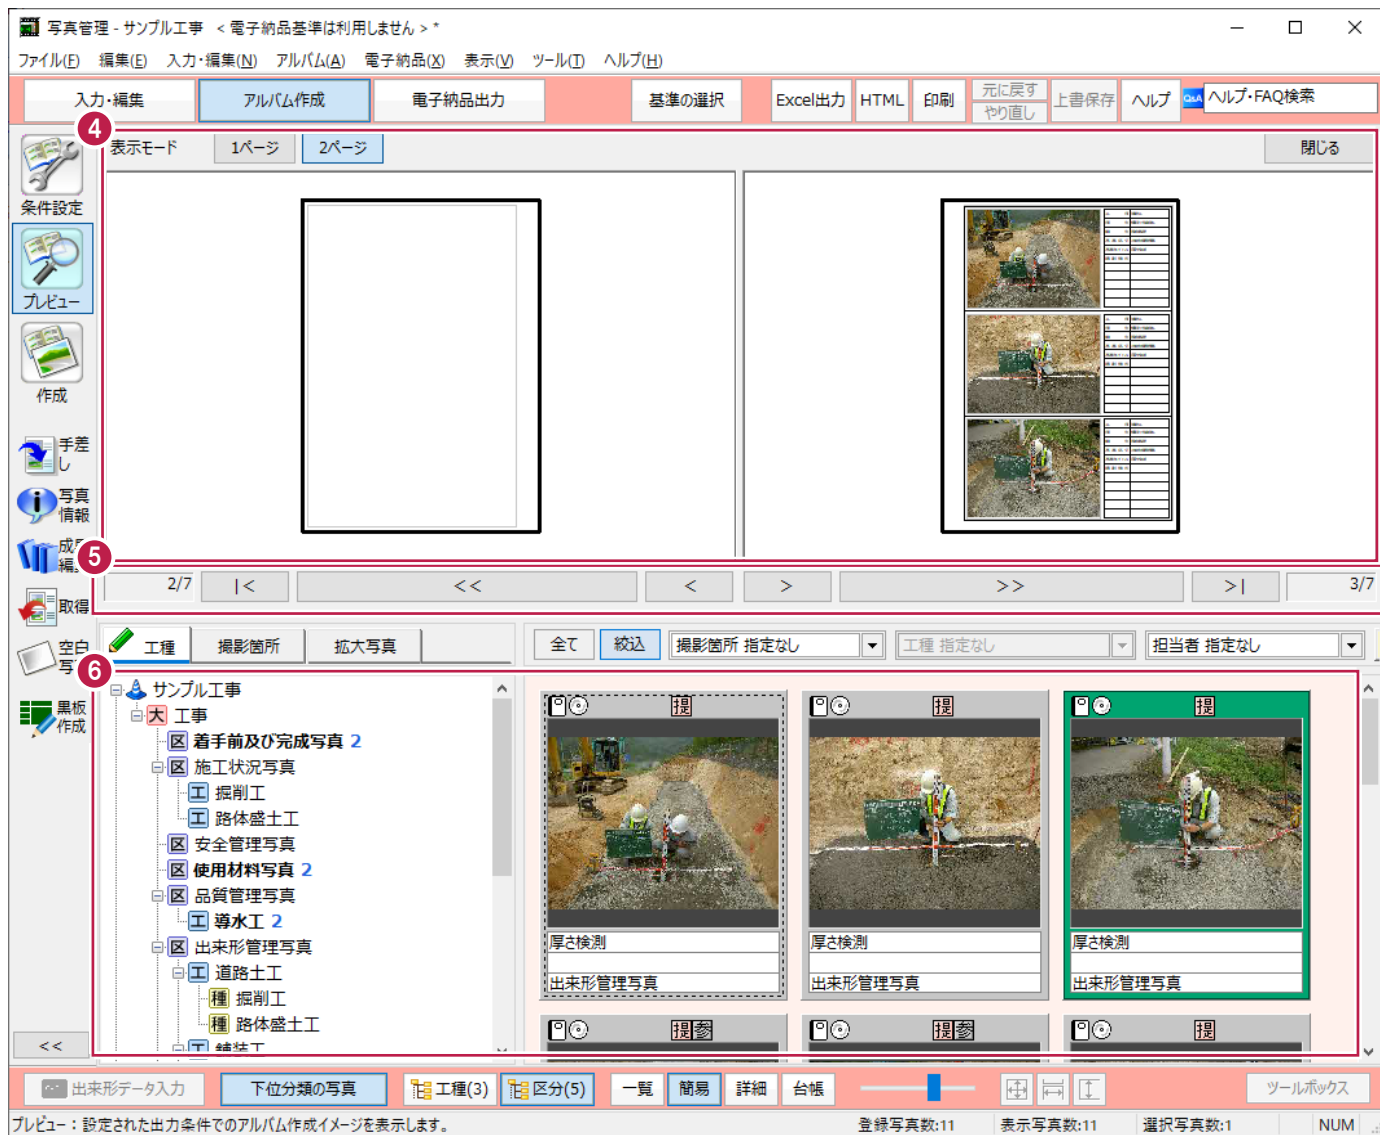 写真管理 - サンプル工事 <電子納品基準は利用しません> *
ファイル(F) 編集(E) 入力・編集(N) アルバム(A) 電子納品(X) 表示(V) ツール(T) ヘルプ(H)
入力・編集 アルバム作成 電子納品出力 基準の選択 Excel出力 HTML 印刷 元に戻す やり直し 上書保存 ヘルプ Q&A ヘルプ・FAQ検索
4
表示モード 1ページ 2ページ 閉じる
条件設定
プレビュー
作成
手差し
写真情報
5
2/7 |< << < > >> >| 3/7
取得
空白
6
黒板作成
工種 撮影箇所 拡大写真 全て 絞込 撮影箇所 指定なし 工種 指定なし 担当者 指定なし
サンプル工事
大 工事
区 着手前及び完成写真 2
区 施工状況写真
工 掘削工
工 路体盛土工
区 安全管理写真
区 使用材料写真 2
区 品質管理写真
工 導水工 2
区 出来形管理写真
工 道路土工
種 掘削工
種 路体盛土工
工 舗装工
提 提 提
厚さ検測 厚さ検測 厚さ検測
出来形管理写真 出来形管理写真 出来形管理写真
提参 提参 提
<<
出来形データ入力 下位分類の写真 工種(3) 区分(5) 一覧 簡易 詳細 台帳 ツールボックス
プレビュー：設定された出力条件でのアルバム作成イメージを表示します。 登録写真数:11 表示写真数:11 選択写真数:1 NUM